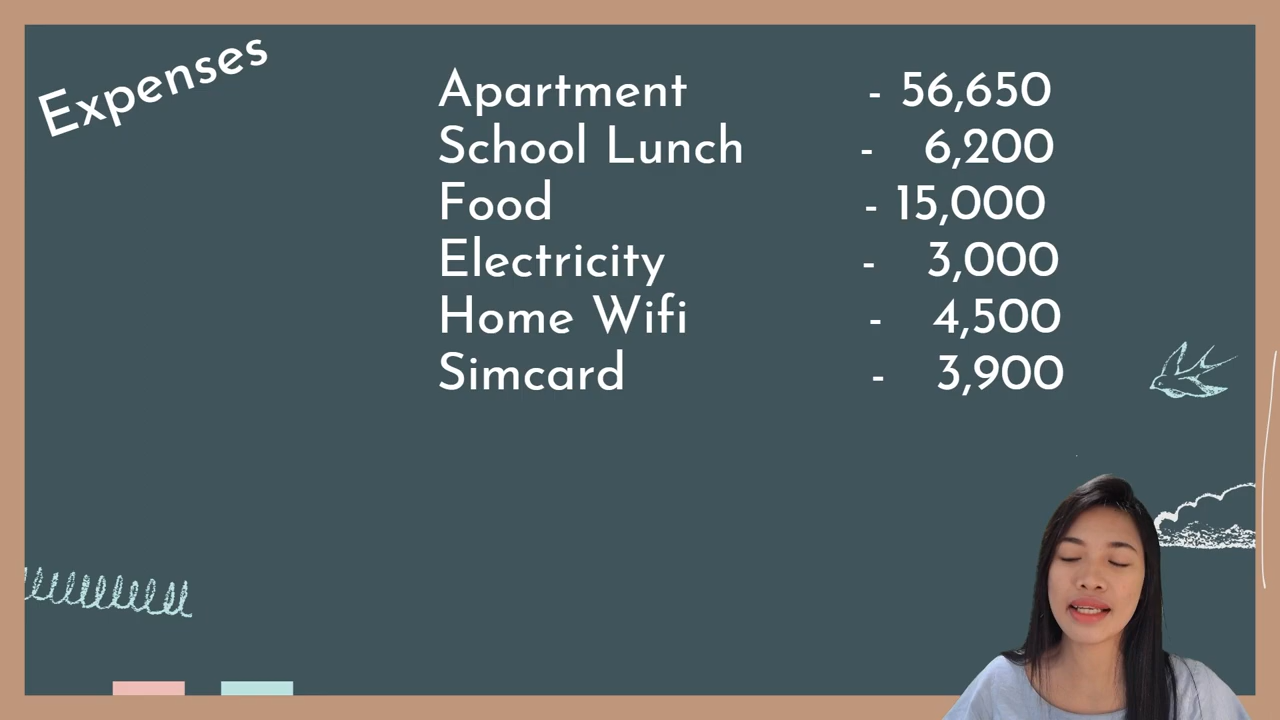 Expenses
Apartment - 56,650
School Lunch - 6,200
Food - 15,000
Electricity - 3,000
Home Wifi - 4,500
Simcard - 3,900